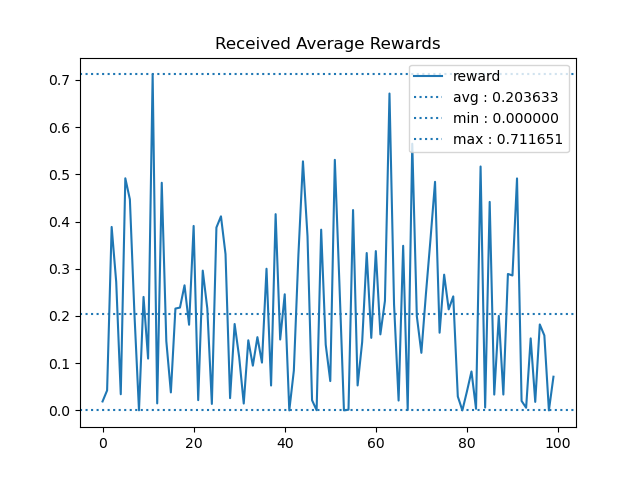 Received Average Rewards
reward
avg : 0.203633
min : 0.000000
max : 0.711651
0.7
0.6
0.5
0.4
0.3
0.2
0.1
0.0
0 20 40 60 80 100